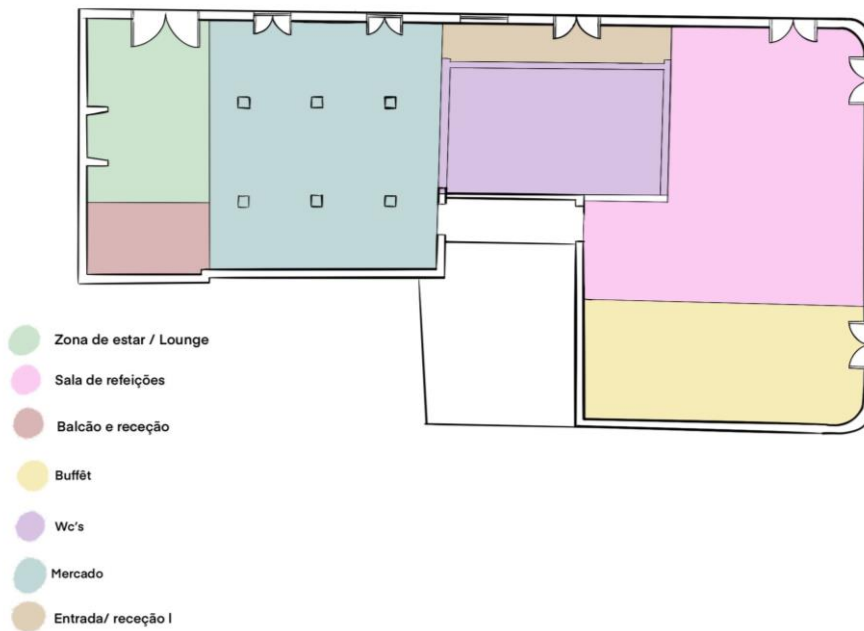 Zona de estar / Lounge
Sala de refeições
Balcão e receção
Buffêt
Wc's
Mercado
Entrada/ receção I